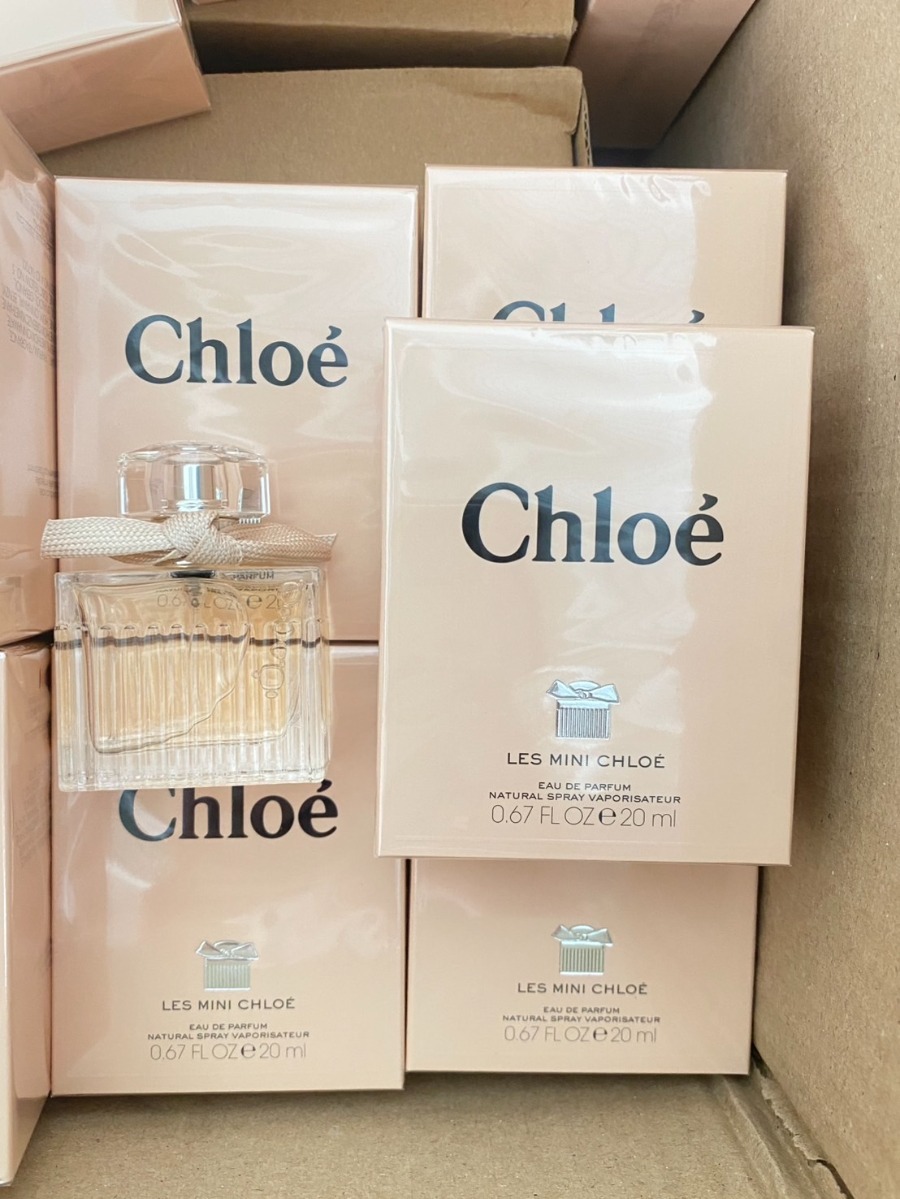 Chloé
Chloé
Chloé
LES MINI CHLOÉ
EAU DE PARFUM
NATURAL SPRAY VAPORISATEUR
0.67 FL OZ e 20 ml
PARFUM
Chloé
LES MINI CHLOÉ
EAU DE PARFUM
NATURAL SPRAY VAPORISATEUR
0.67 FL OZ e 20 ml
LES MINI CHLOÉ
EAU DE PARFUM
NATURAL SPRAY VAPORISATEUR
0.67 FL OZ e 20 ml